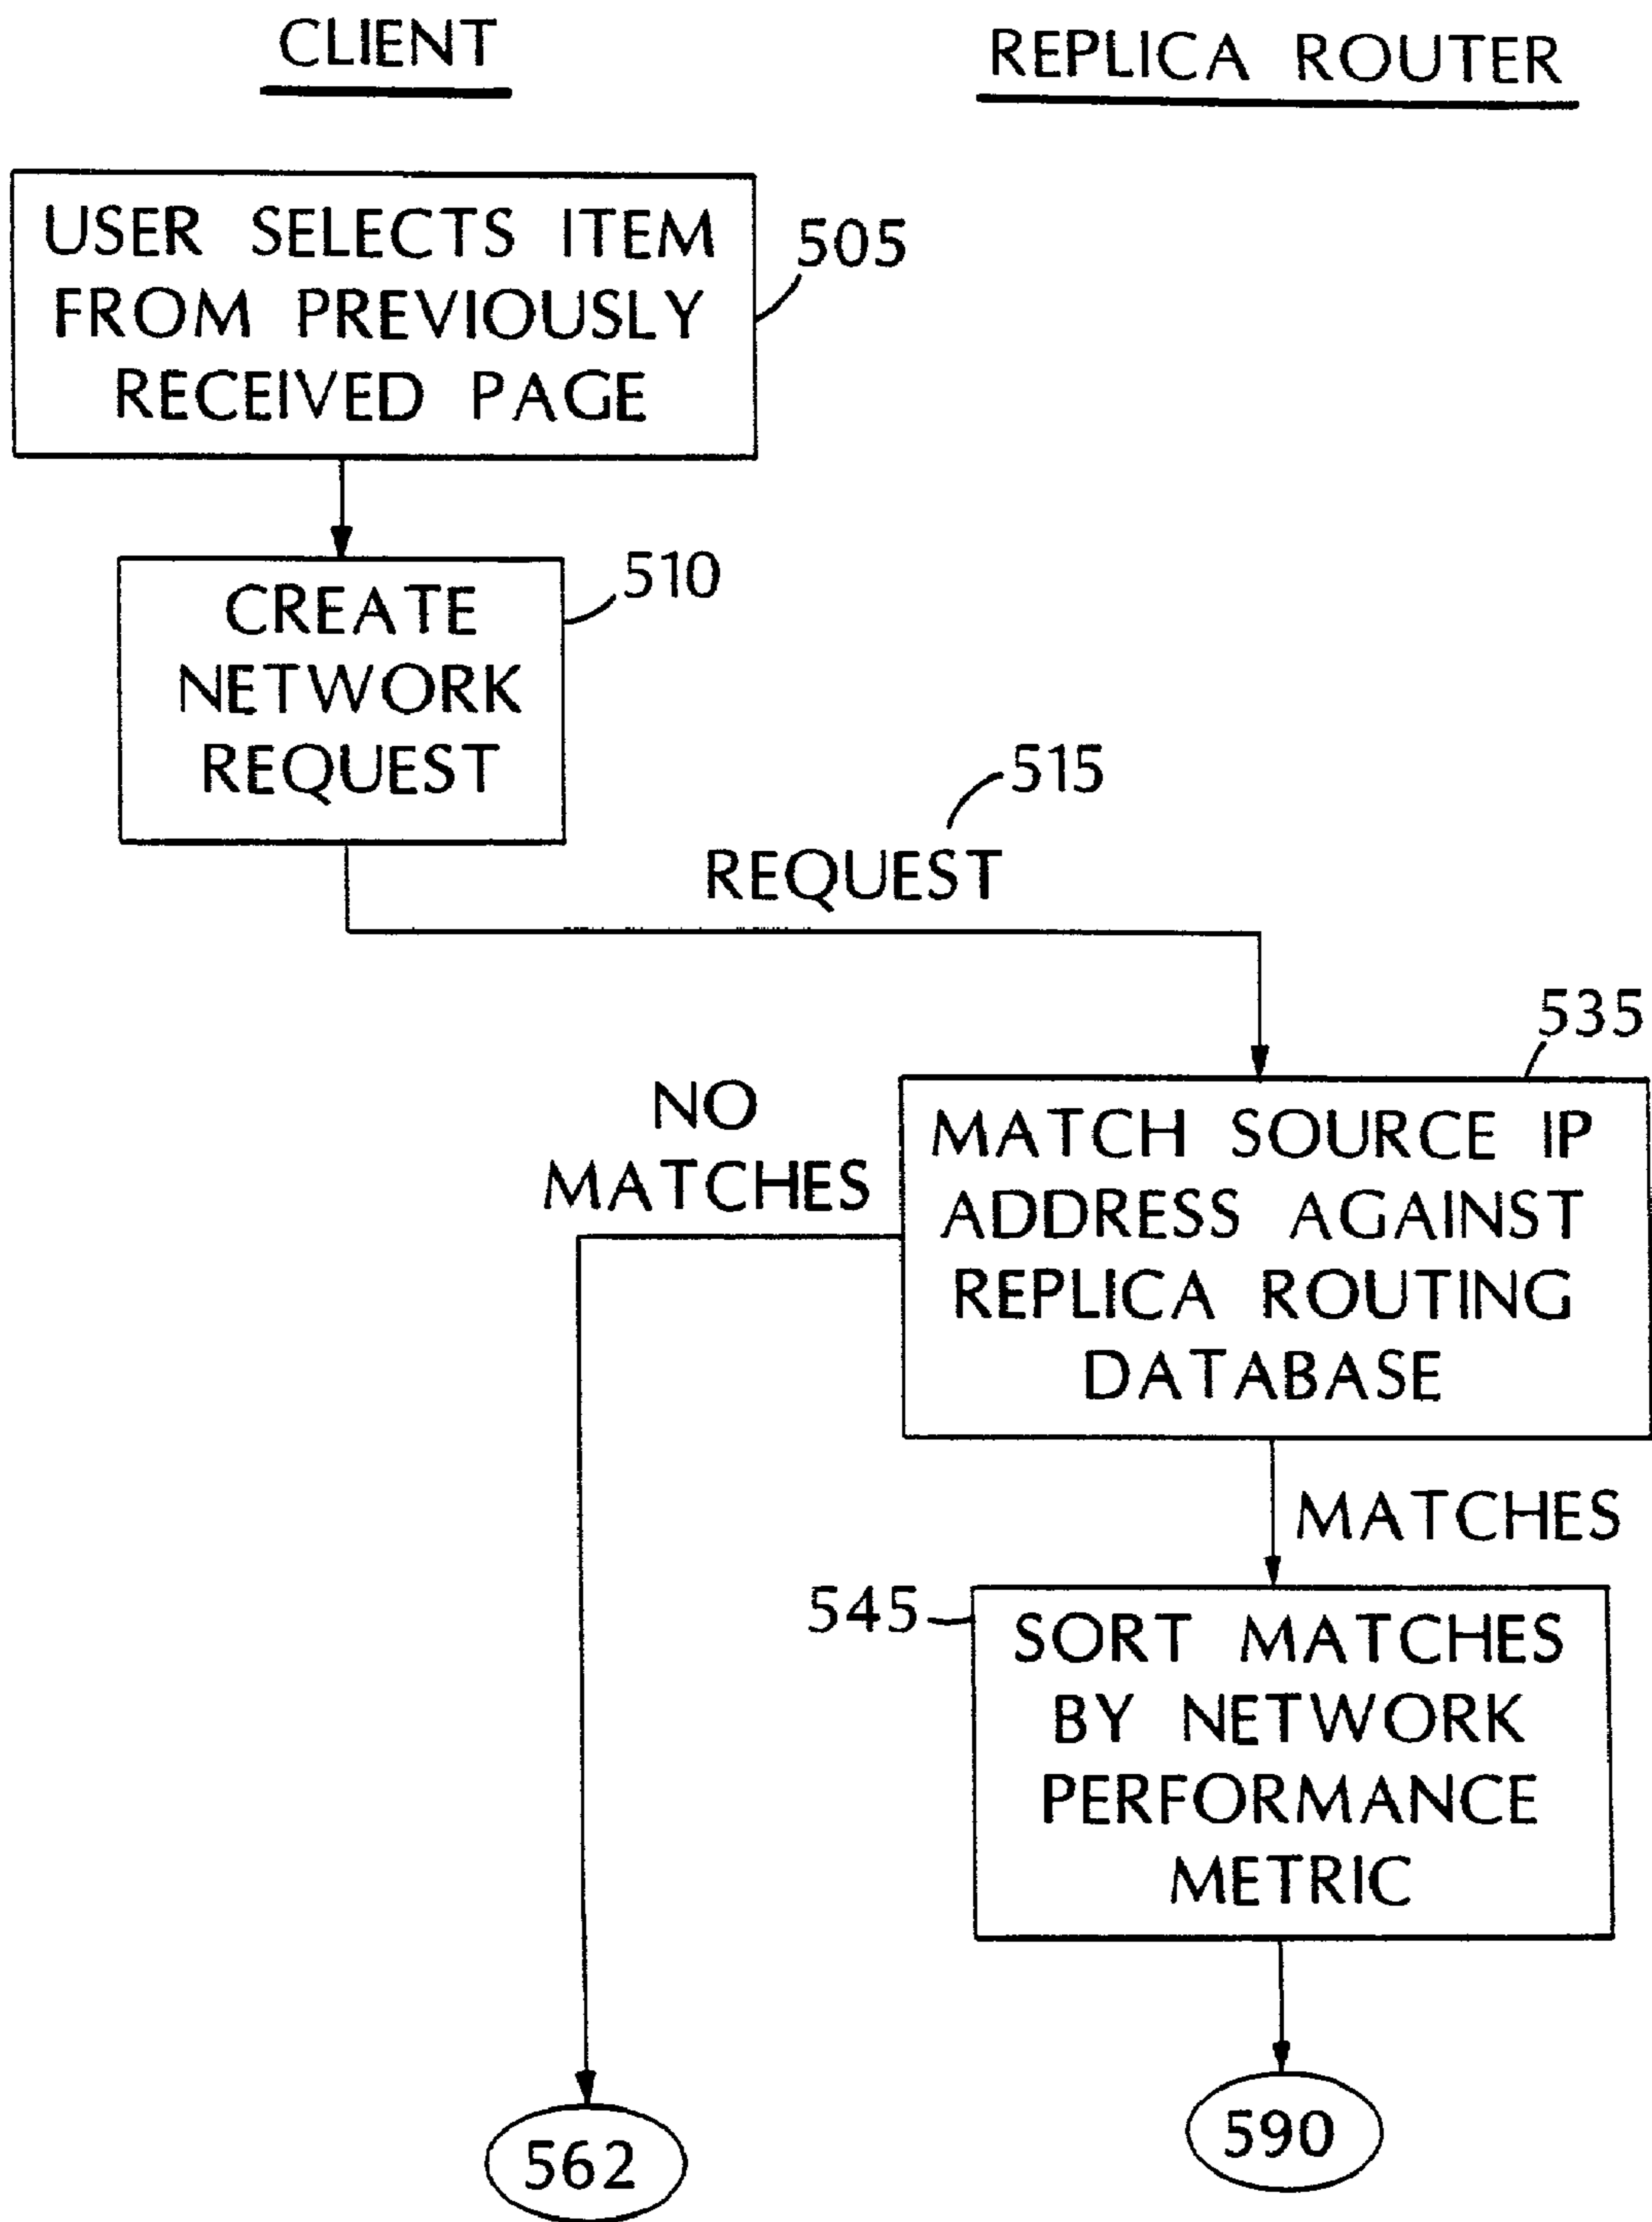 CLIENT
REPLICA ROUTER
USER SELECTS ITEM
FROM PREVIOUSLY
RECEIVED PAGE
505
CREATE
NETWORK
REQUEST
510
515
REQUEST
535
NO
MATCHES
MATCH SOURCE IP
ADDRESS AGAINST
REPLICA ROUTING
DATABASE
MATCHES
545
SORT MATCHES
BY NETWORK
PERFORMANCE
METRIC
562
590